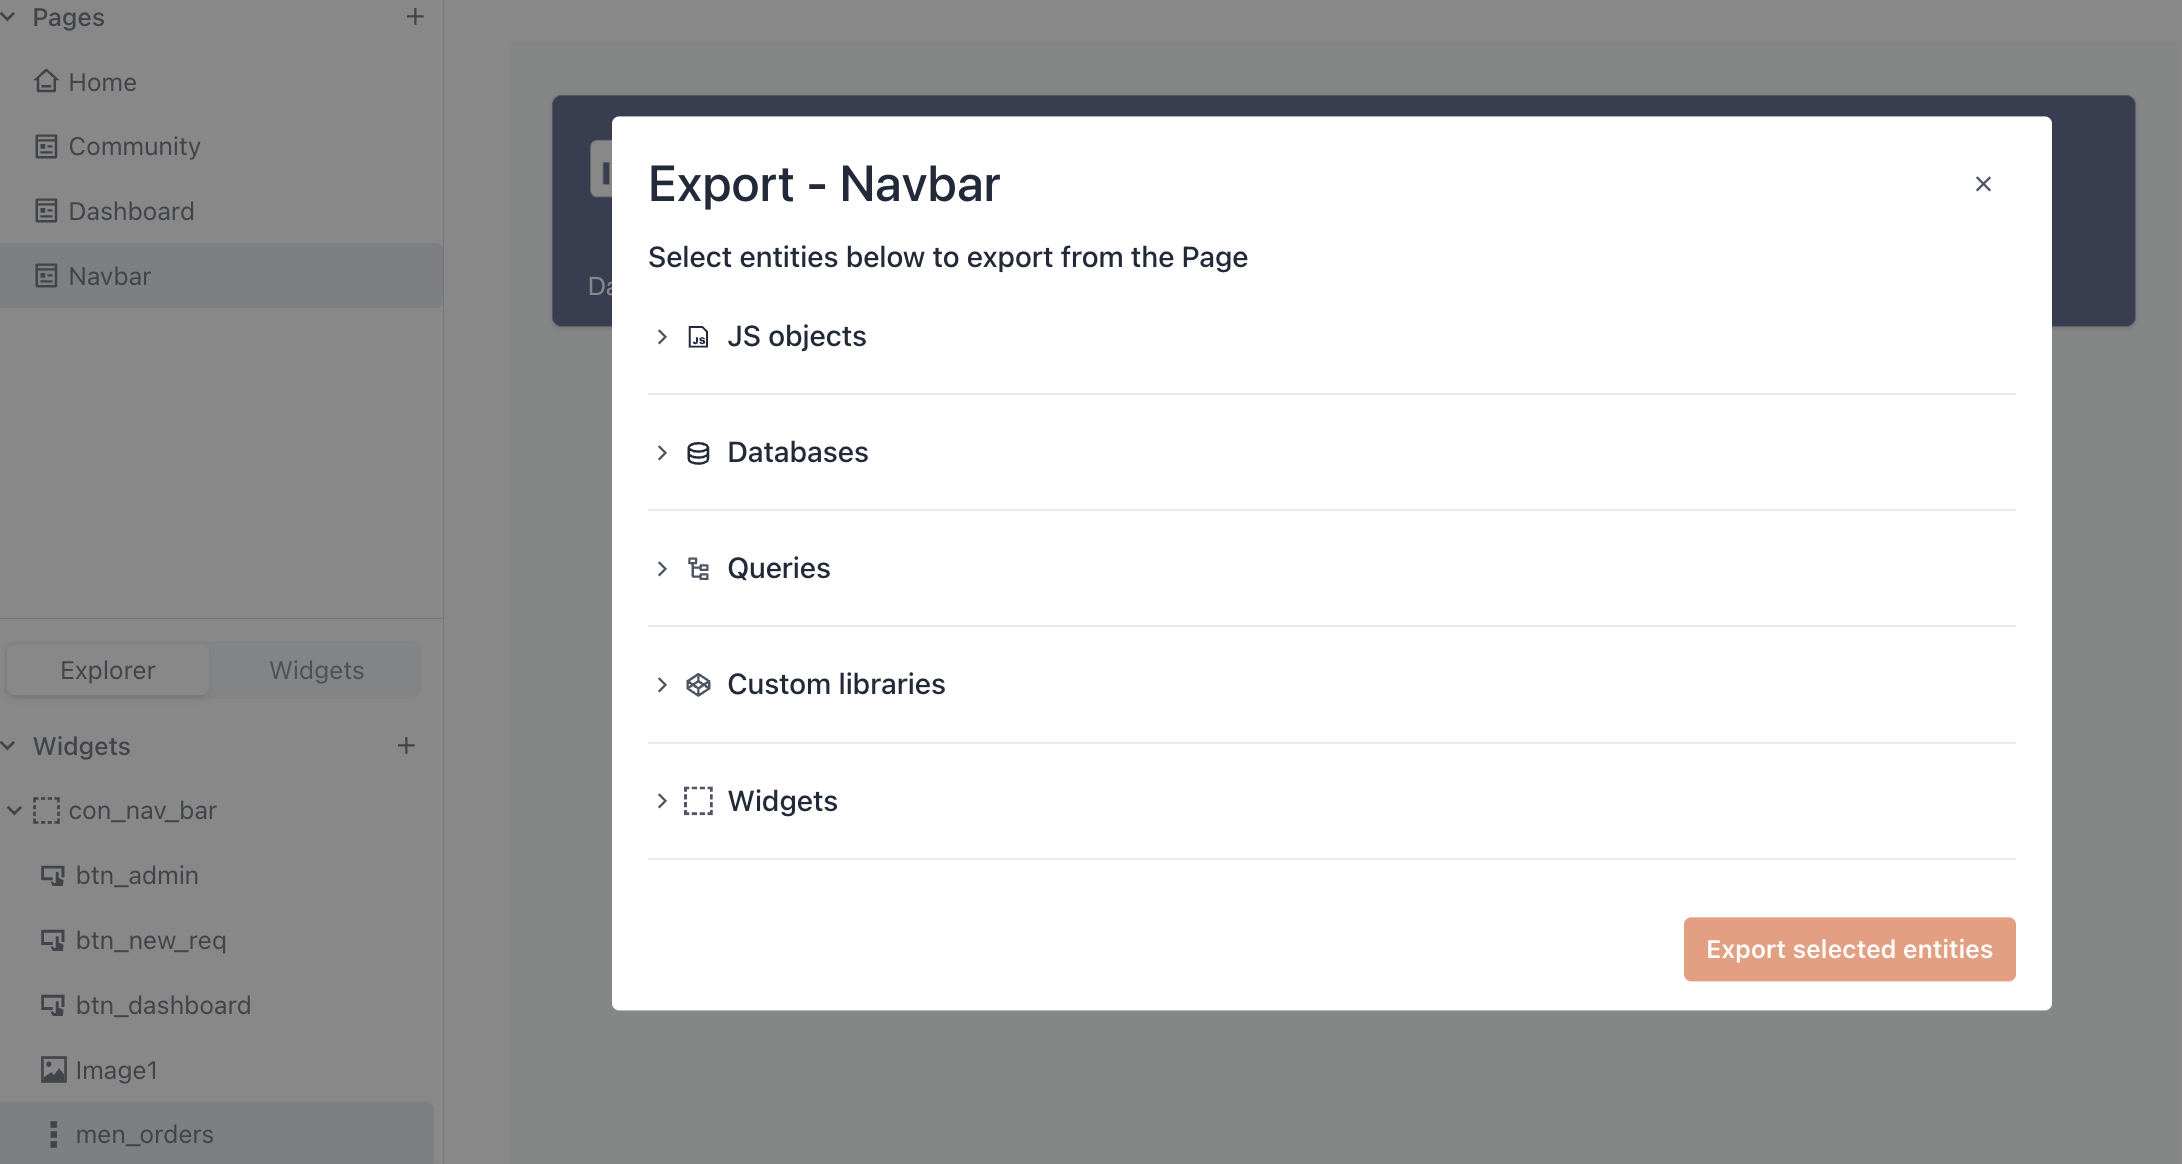 Pages
Home
Community
Dashboard
Navbar
Explorer
Widgets
Widgets
con_nav_bar
btn_admin
btn_new_req
btn_dashboard
Image1
men_orders
Export - Navbar
Select entities below to export from the Page
JS objects
Databases
Queries
Custom libraries
Widgets
Export selected entities